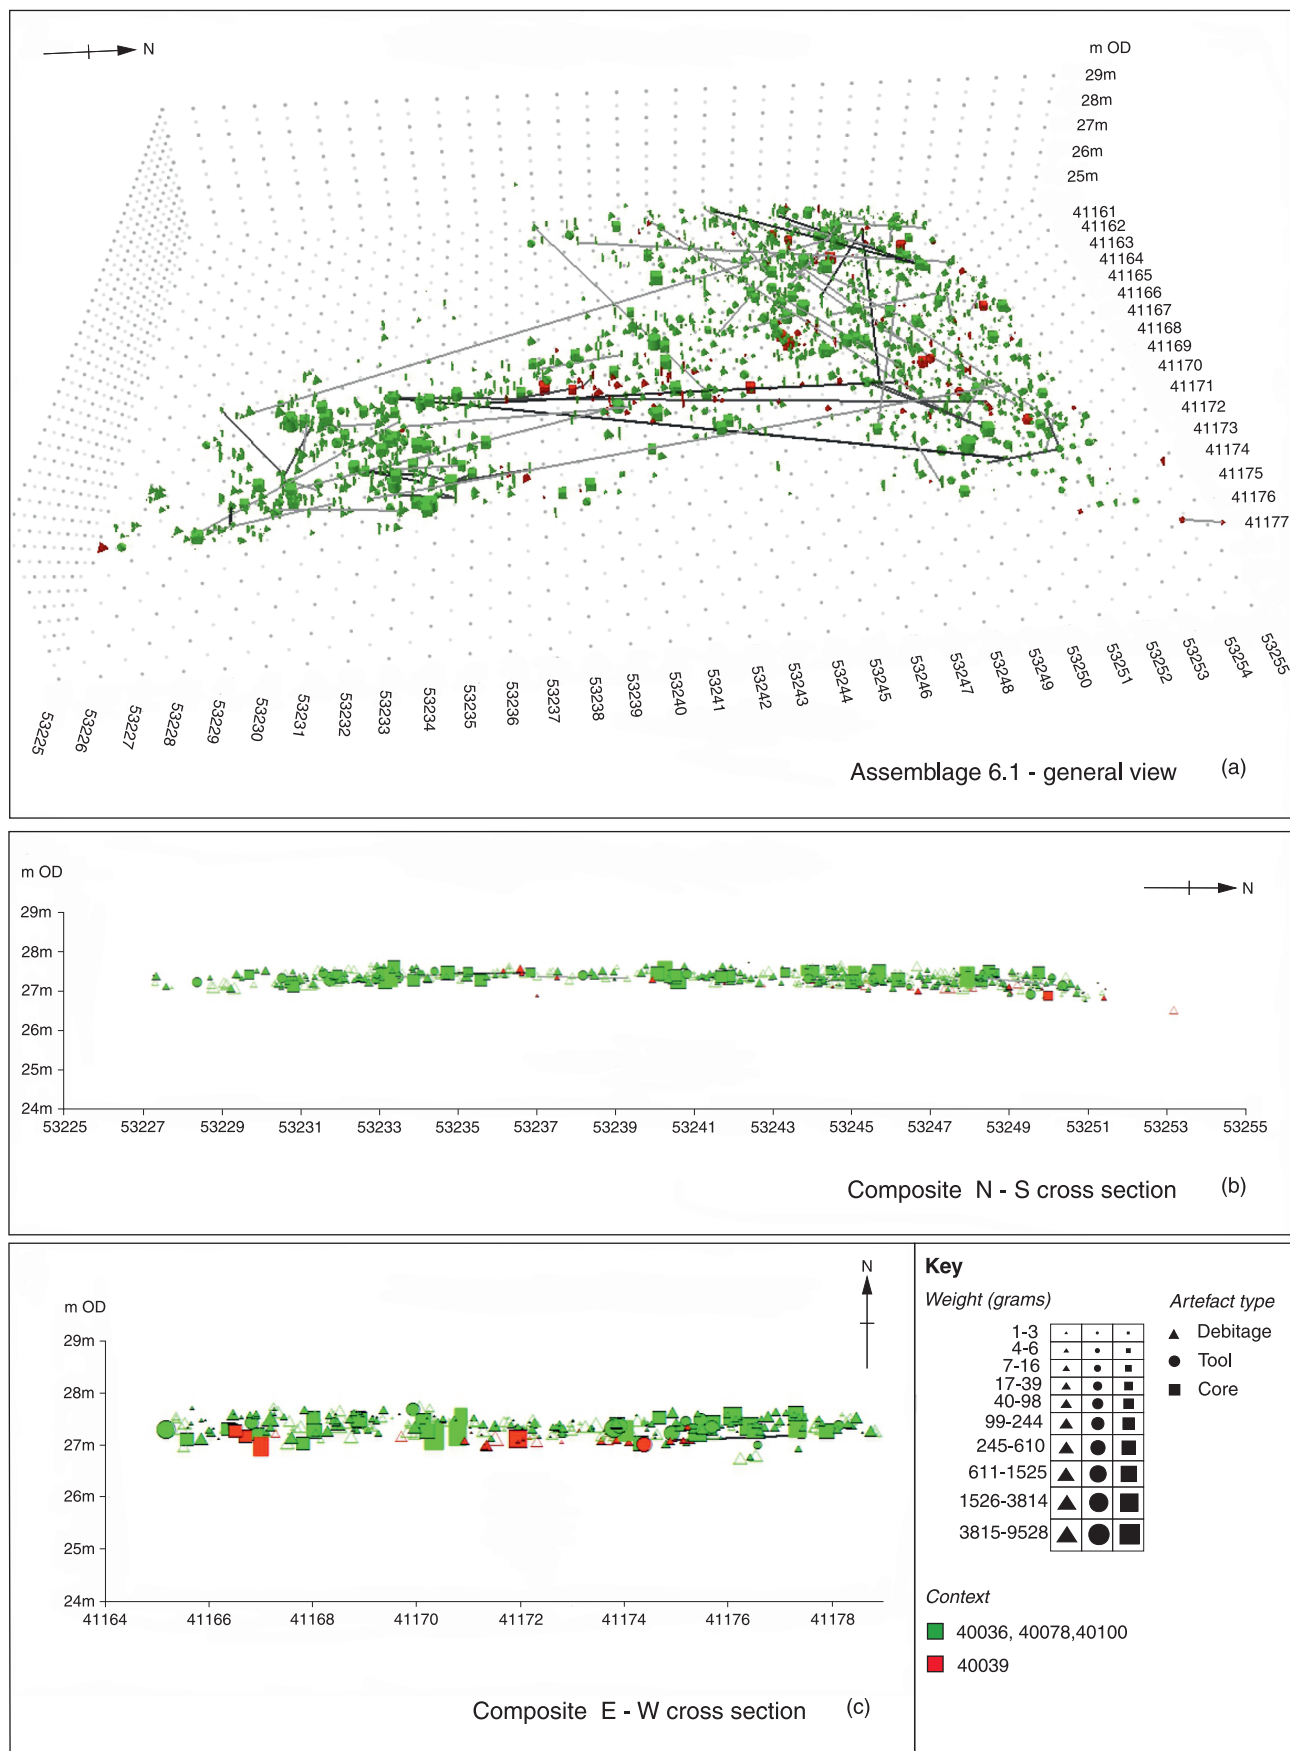 N
m OD
29m
28m
27m
26m
25m
41161
41162
41163
41164
41165
41166
41167
41168
41169
41170
41171
41172
41173
41174
41175
41176
41177
53225
53226
53227
53228
53229
53230
53231
53232
53233
53234
53235
53236
53237
53238
53239
53240
53241
53242
53243
53244
53245
53246
53247
53248
53249
53250
53251
53252
53253
53254
53255
Assemblage 6.1 - general view (a)
m OD
N
29m
28m
27m
26m
25m
24m
53225 53227 53229 53231 53233 53235 53237 53239 53241 53243 53245 53247 53249 53251 53253 53255
Composite N - S cross section (b)
N
m OD
29m
28m
27m
26m
25m
24m
41164 41166 41168 41170 41172 41174 41176 41178
Composite E - W cross section (c)
Key
Weight (grams) Artefact type
1-3 Debitage
4-6 Tool
7-16 Core
17-39
40-98
99-244
245-610
611-1525
1526-3814
3815-9528
Context
40036, 40078,40100
40039